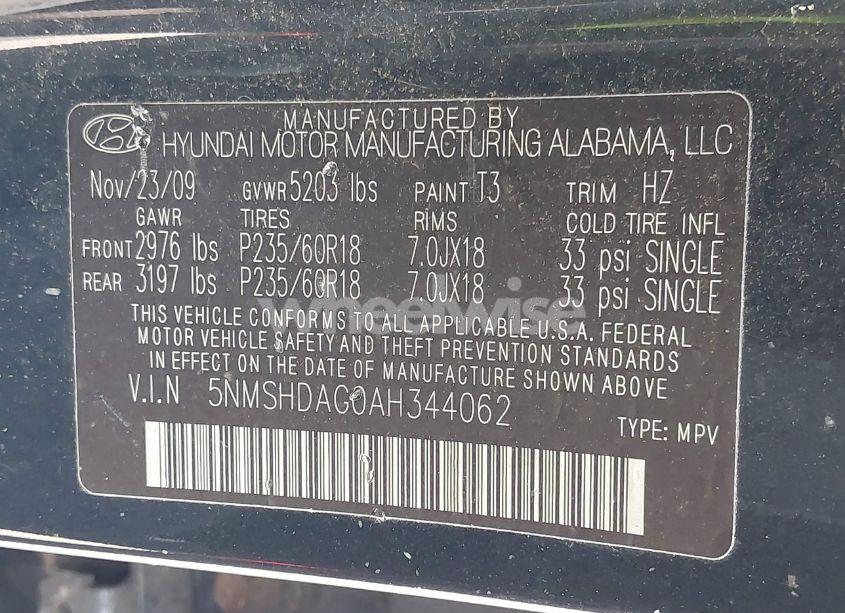 MANUFACTURED BY
HYUNDAI MOTOR MANUFACTURING ALABAMA, LLC
Nov/23/09 GVWR 5203 lbs PAINT T3 TRIM HZ
GAWR TIRES RIMS COLD TIRE INFL
FRONT 2976 lbs P235/60R18 7.0JX18 33 psi SINGLE
REAR 3197 lbs P235/60R18 7.0JX18 33 psi SINGLE
wheelwise
THIS VEHICLE CONFORMS TO ALL APPLICABLE U.S.A. FEDERAL
MOTOR VEHICLE SAFETY AND THEFT PREVENTION STANDARDS
IN EFFECT ON THE DATE OF MANUFACTURE SHOWN ABOVE.
V.I.N 5NMSHDAG0AH344062
TYPE: MPV